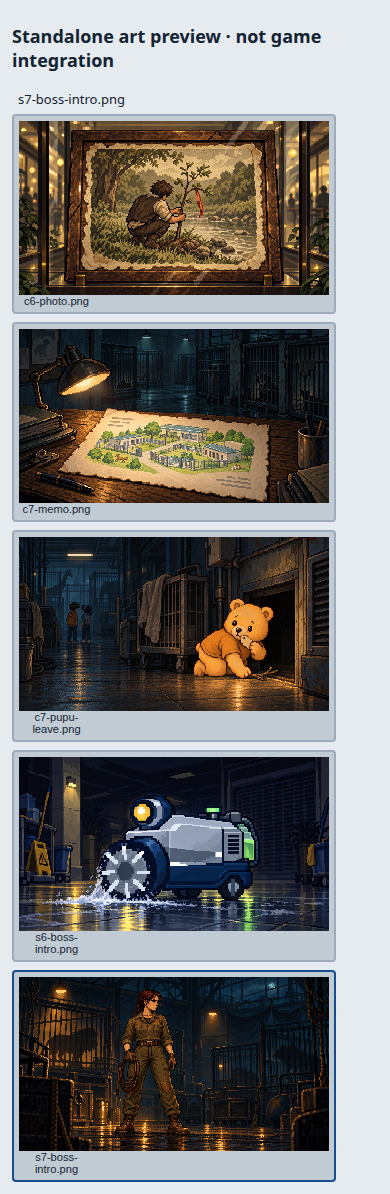 Standalone art preview · not game
integration
s7-boss-intro.png
c6-photo.png
c7-memo.png
c7-pupu-
leave.png
s6-boss-
intro.png
s7-boss-
intro.png